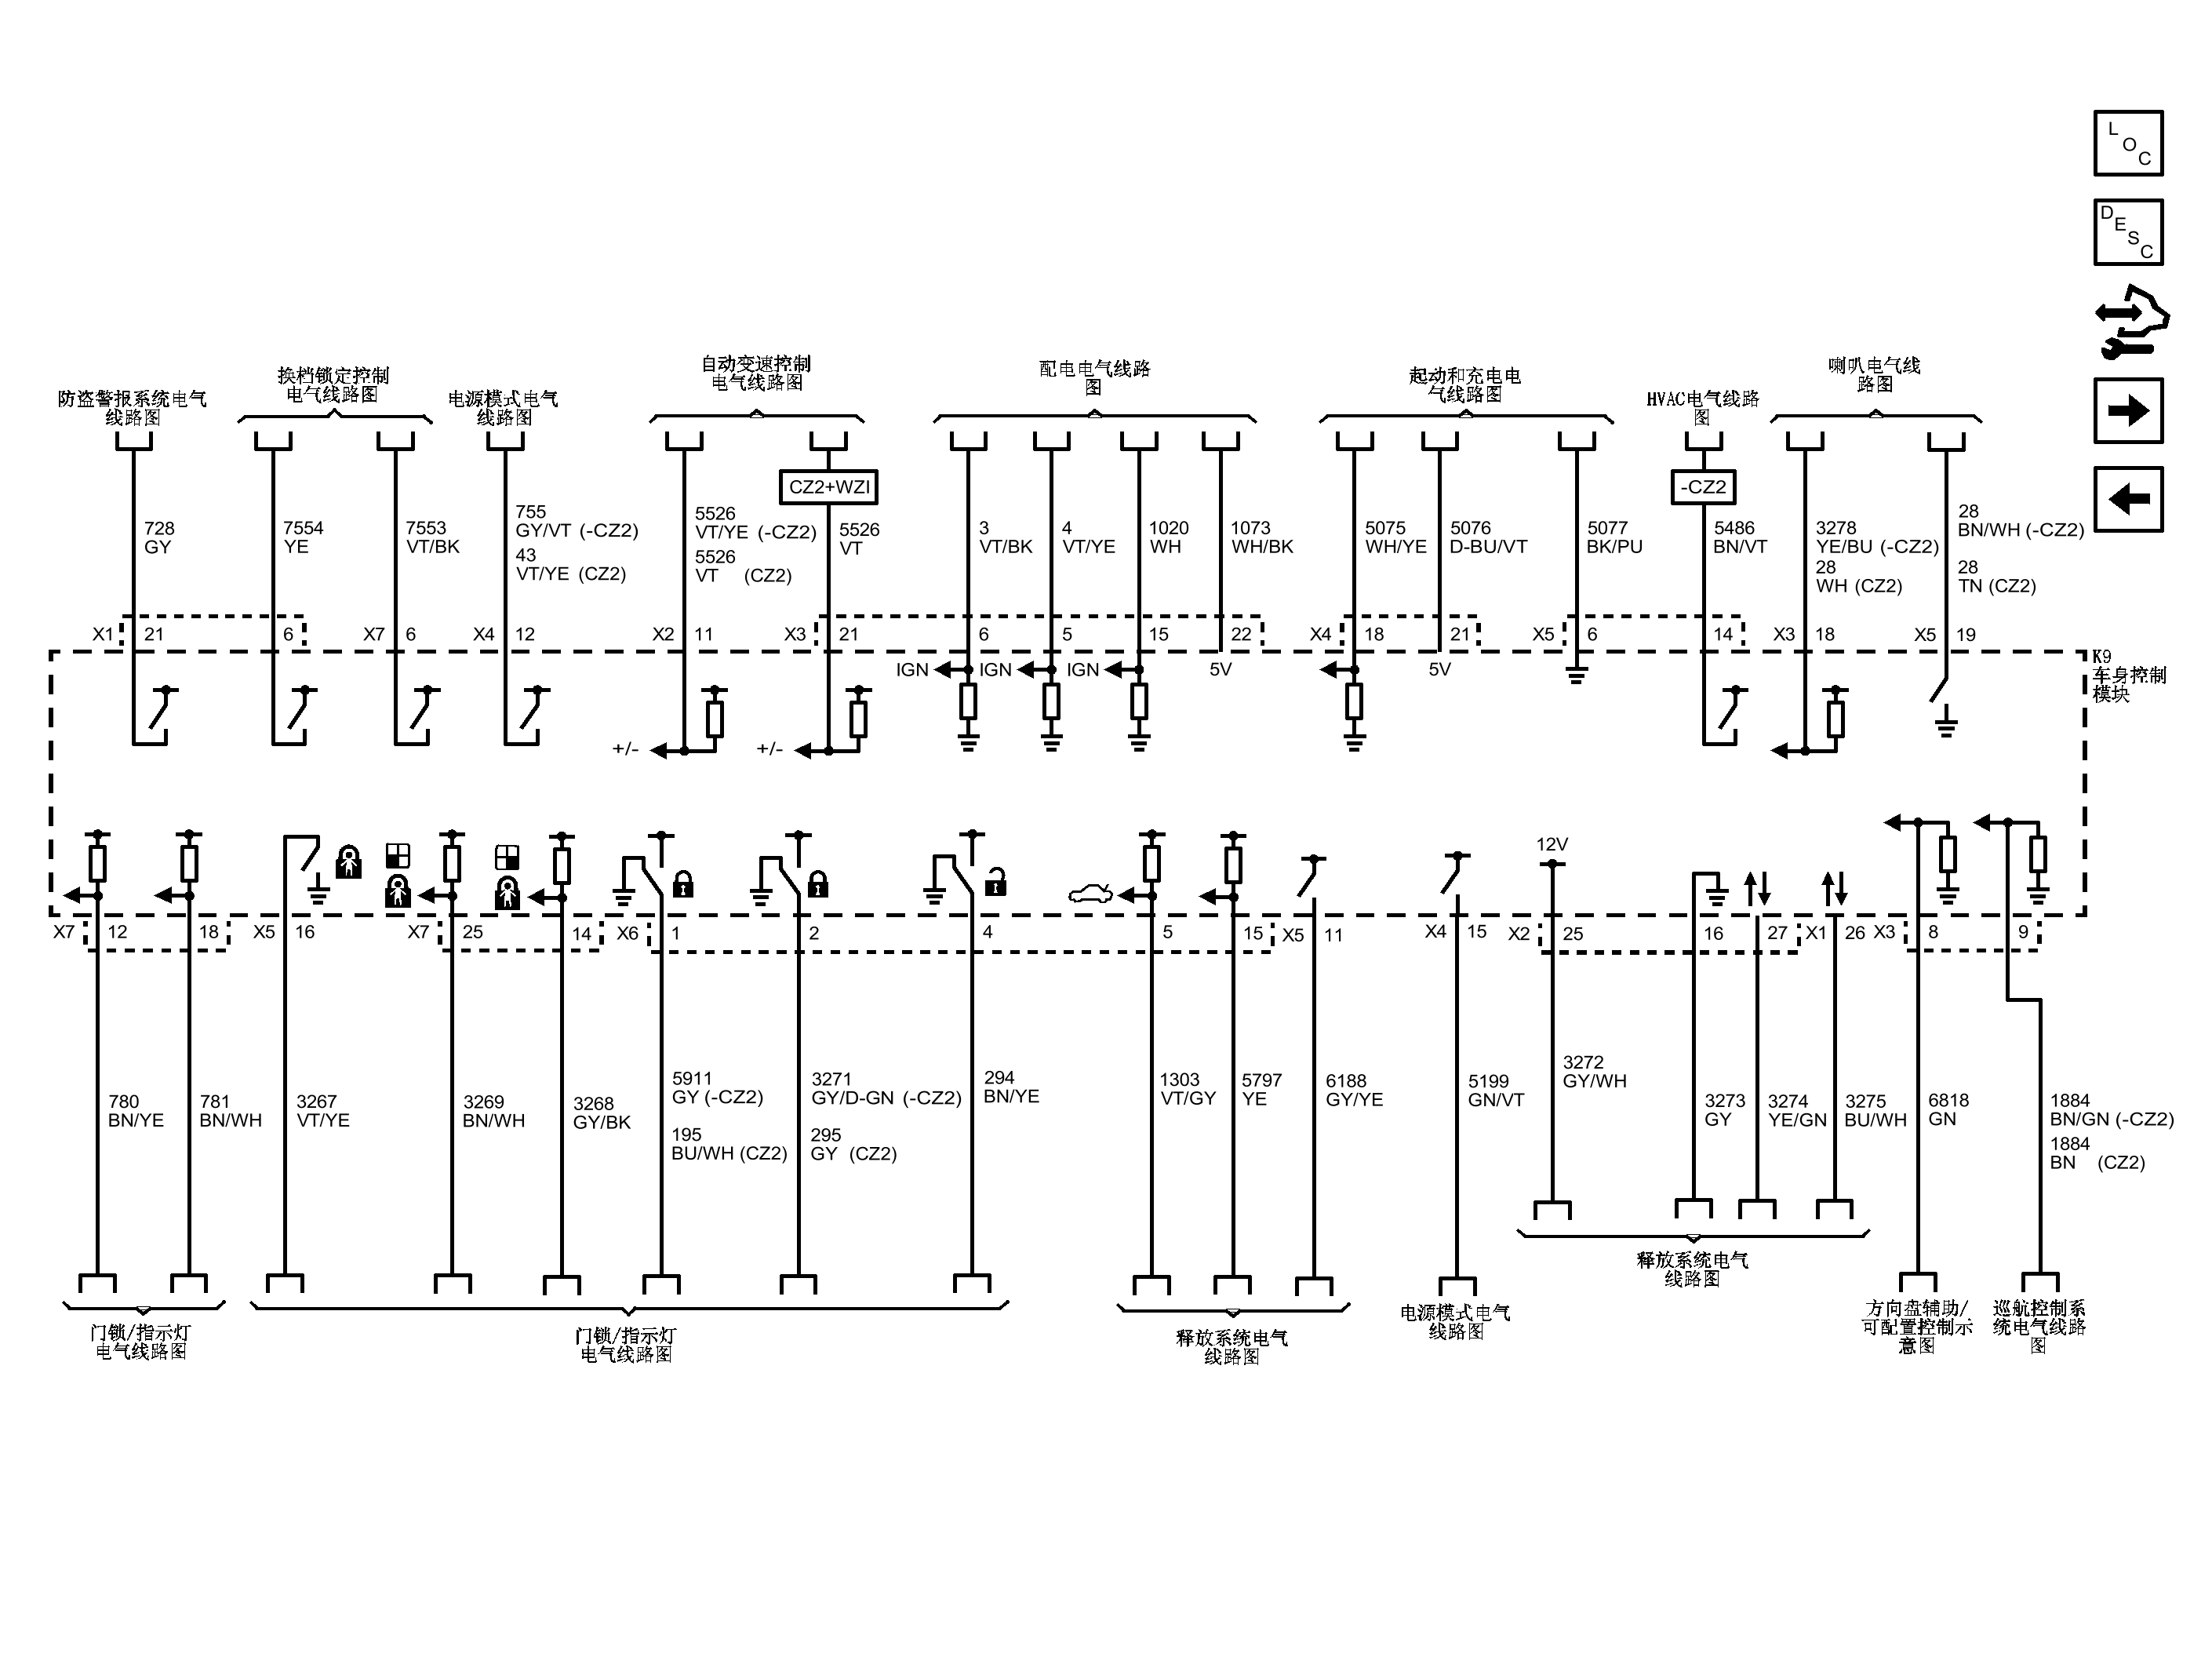 L
O
C
D
E
S
C
防盗警报系统电气
线路图
换档锁定控制
电气线路图
电源模式电气
线路图
自动变速控制
电气线路图
配电电气线路
图
起动和充电电
气线路图
HVAC电气线路
图
喇叭电气线
路图
CZ2+WZI
-CZ2
728
GY
7554
YE
7553
VT/BK
755
GY/VT (-CZ2)
43
VT/YE (CZ2)
5526
VT/YE (-CZ2)
5526
VT (CZ2)
5526
VT
3
VT/BK
4
VT/YE
1020
WH
1073
WH/BK
5075
WH/YE
5076
D-BU/VT
5077
BK/PU
5486
BN/VT
3278
YE/BU (-CZ2)
28
WH (CZ2)
28
BN/WH (-CZ2)
28
TN (CZ2)
X1 21 6 X7 6 X4 12 X2 11 X3 21 6 5 15 22 X4 18 21 X5 6 14 X3 18 X5 19
IGN IGN IGN 5V 5V
K9
车身控制
模块
+/- +/-
12V
X7 12 18 X5 16 X7 25 14 X6 1 2 4 5 15 X5 11 X4 15 X2 25 16 27 X1 26 X3 8 9
780
BN/YE
781
BN/WH
3267
VT/YE
3269
BN/WH
3268
GY/BK
5911
GY (-CZ2)
195
BU/WH (CZ2)
3271
GY/D-GN (-CZ2)
295
GY (CZ2)
294
BN/YE
1303
VT/GY
5797
YE
6188
GY/YE
5199
GN/VT
3272
GY/WH
3273
GY
3274
YE/GN
3275
BU/WH
6818
GN
1884
BN/GN (-CZ2)
1884
BN (CZ2)
门锁/指示灯
电气线路图
门锁/指示灯
电气线路图
释放系统电气
线路图
电源模式电气
线路图
释放系统电气
线路图
方向盘辅助/
可配置控制示
意图
巡航控制系
统电气线路
图